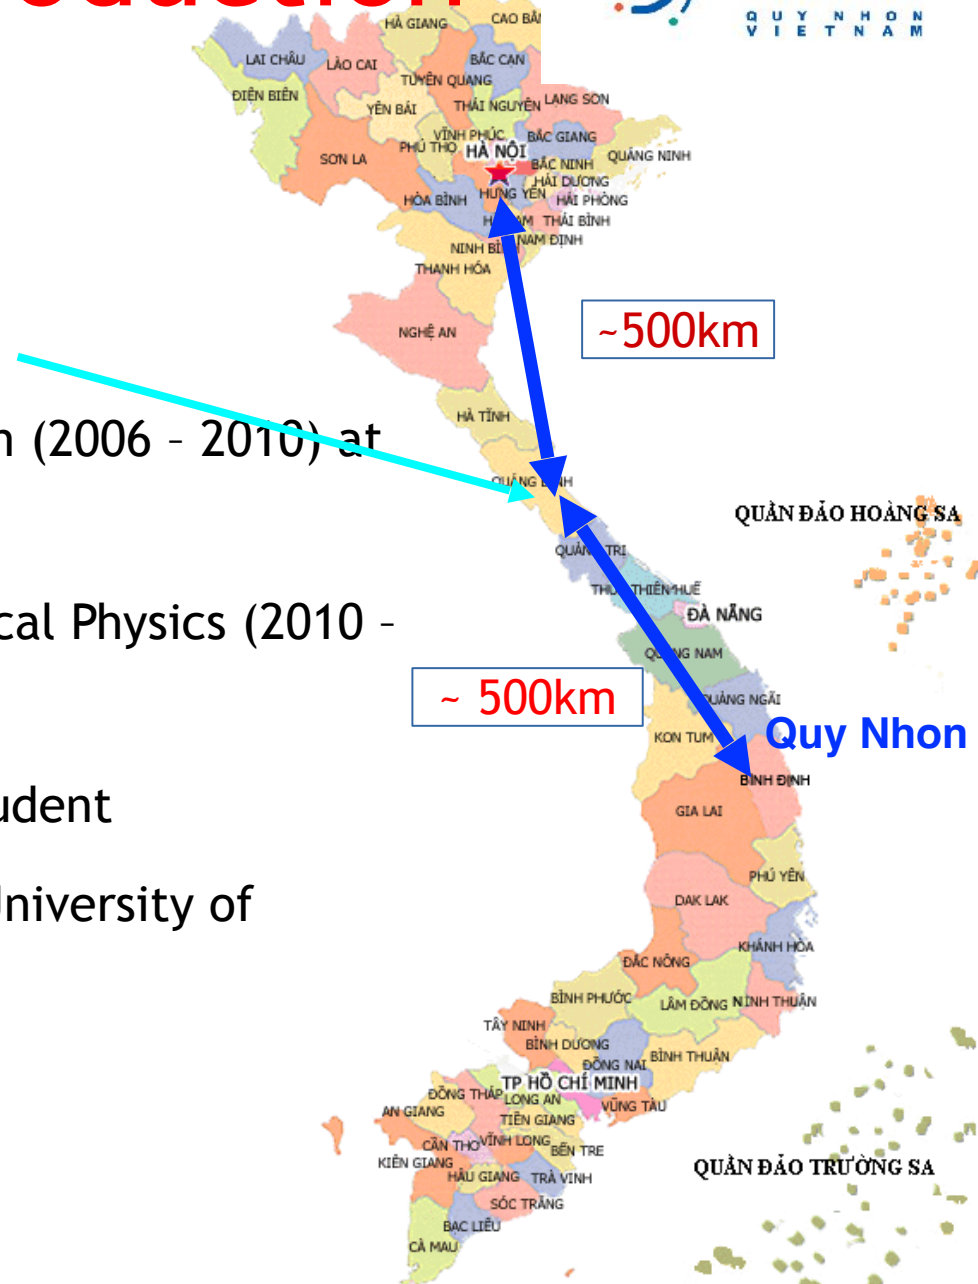 oduction
QUY NHON
VIETNAM
HÀ GIANG
LAI CHÂU
LÀO CAI
BẮC CẠN
TUYÊN QUANG
ĐIỆN BIÊN
YÊN BÁI
THÁI NGUYÊN
LẠNG SƠN
VĨNH PHÚC
BẮC GIANG
PHÚ THỌ
HÀ NỘI
SƠN LA
BẮC NINH
QUẢNG NINH
HẢI DƯƠNG
HÒA BÌNH
HƯNG YÊN
HẢI PHÒNG
THÁI BÌNH
NAM ĐỊNH
THANH HÓA
~500km
NGHỆ AN
HÀ TĨNH
n (2006 - 2010) at
QUẦN ĐẢO HOÀNG SA
ĐÀ NẴNG
cal Physics (2010 -
~ 500km
QUẢNG NGÃI
KON TUM
Quy Nhon
BÌNH ĐỊNH
udent
GIA LAI
PHÚ YÊN
University of
DAK LAK
KHÁNH HÒA
ĐẮC NÔNG
BÌNH PHƯỚC
LÂM ĐỒNG
NINH THUẬN
TÂY NINH
BÌNH DƯƠNG
ĐỒNG NAI
BÌNH THUẬN
TP HỒ CHÍ MINH
ĐỒNG THÁP
LONG AN
AN GIANG
VŨNG TÀU
TIỀN GIANG
CẦN THƠ
VĨNH LONG
BẾN TRE
KIÊN GIANG
HẬU GIANG
TRÀ VINH
QUẦN ĐẢO TRƯỜNG SA
SÓC TRĂNG
BẠC LIÊU
CÀ MAU